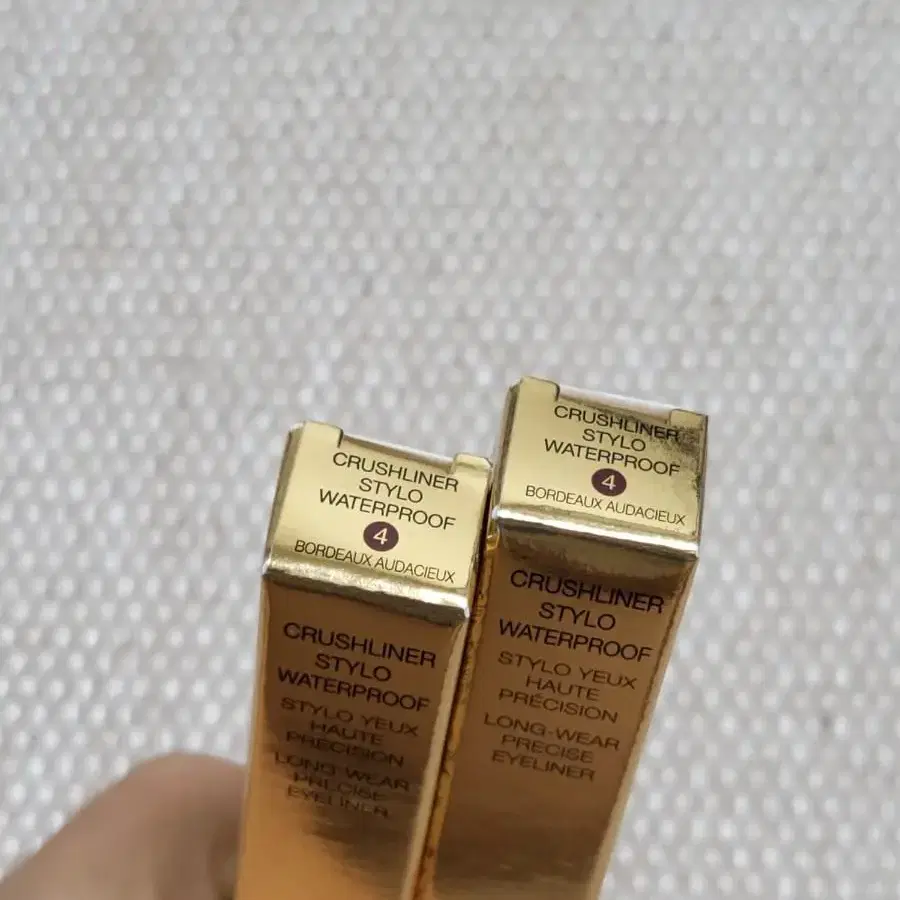 CRUSHLINER
STYLO
WATERPROOF
4
BORDEAUX AUDACIEUX
CRUSHLINER
STYLO
WATERPROOF
STYLO YEUX
HAUTE
PRÉCISION
LONG-WEAR
PRECISE
EYELINER
CRUSHLINER
STYLO
WATERPROOF
4
BORDEAUX AUDACIEUX
CRUSHLINER
STYLO
WATERPROOF
STYLO YEUX
HAUTE
PRÉCISION
LONG-WEAR
PRECISE
EYELINER